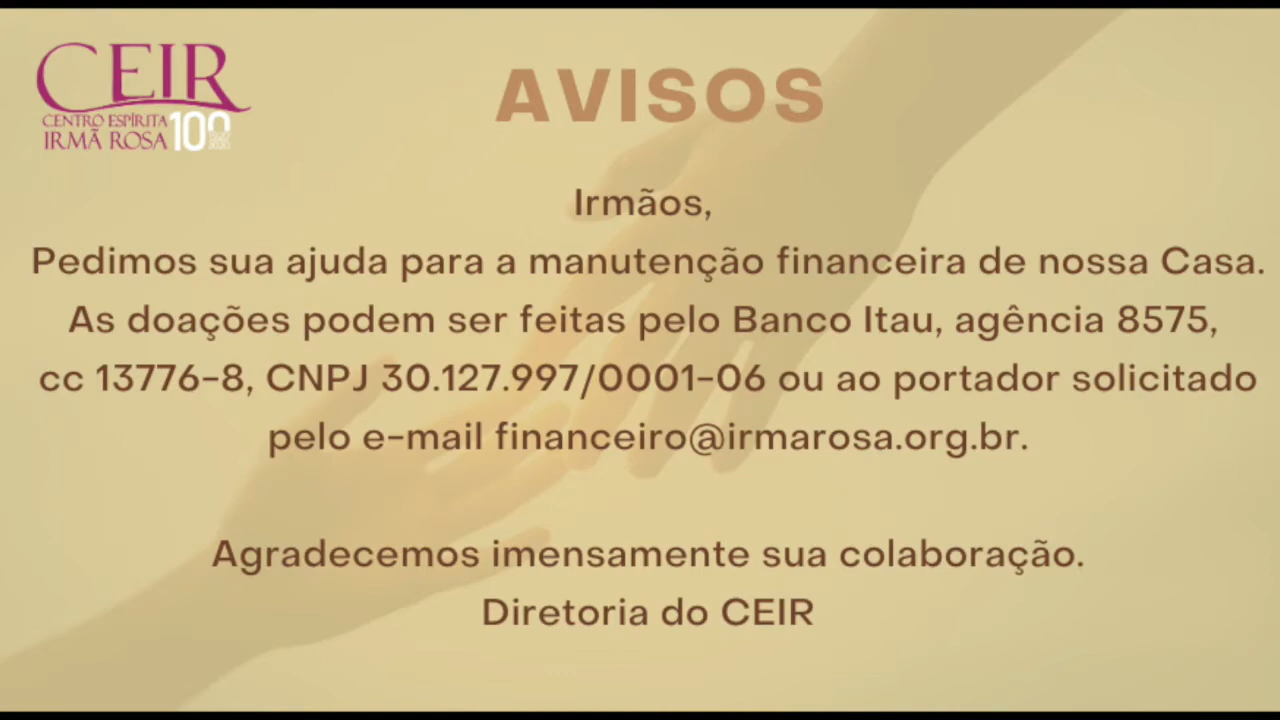 CEIR
CENTRO ESPÍRITA
IRMÃ ROSA 100
AVISOS
Irmãos,
Pedimos sua ajuda para a manutenção financeira de nossa Casa.
As doações podem ser feitas pelo Banco Itau, agência 8575,
cc 13776-8, CNPJ 30.127.997/0001-06 ou ao portador solicitado
pelo e-mail financeiro@irmarosa.org.br.
Agradecemos imensamente sua colaboração.
Diretoria do CEIR